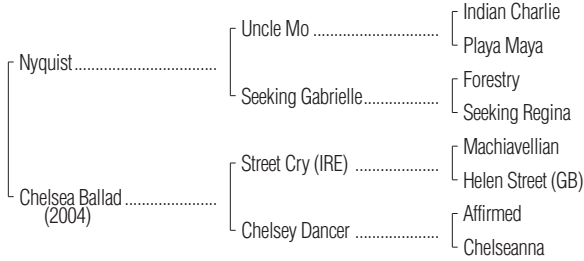 Indian Charlie
Uncle Mo ....................................
Playa Maya
Nyquist.........................................
Forestry
Seeking Gabrielle......................
Seeking Regina
Machiavellian
Street Cry (IRE) ........................
Helen Street (GB)
Chelsea Ballad ..........................
(2004)
Affirmed
Chelsey Dancer ........................
Chelseanna